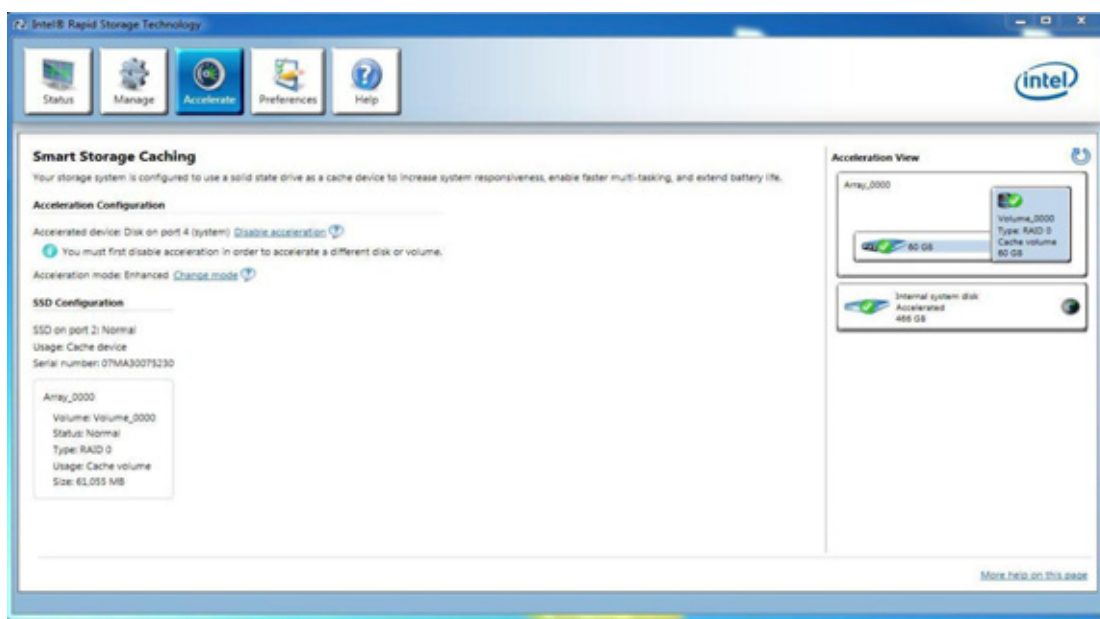 Intel® Rapid Storage Technology
Status
Manage
Accelerate
Preferences
Help
intel
Smart Storage Caching
Your storage system is configured to use a solid state drive as a cache device to increase system responsiveness, enable faster multi-tasking, and extend battery life.
Acceleration Configuration
Accelerated device: Disk on port 4 (system) Disable acceleration
You must first disable acceleration in order to accelerate a different disk or volume.
Acceleration mode: Enhanced Change mode
SSD Configuration
SSD on port 2: Normal
Usage: Cache device
Serial number: 07MA30075230
Array_0000
Volume: Volume_0000
Status: Normal
Type: RAID 0
Usage: Cache volume
Size: 61,055 MB
Acceleration View
Array_0000
60 GB
Volume_0000
Type: RAID 0
Cache volume
60 GB
Internal system disk
Accelerated
466 GB
More help on this page